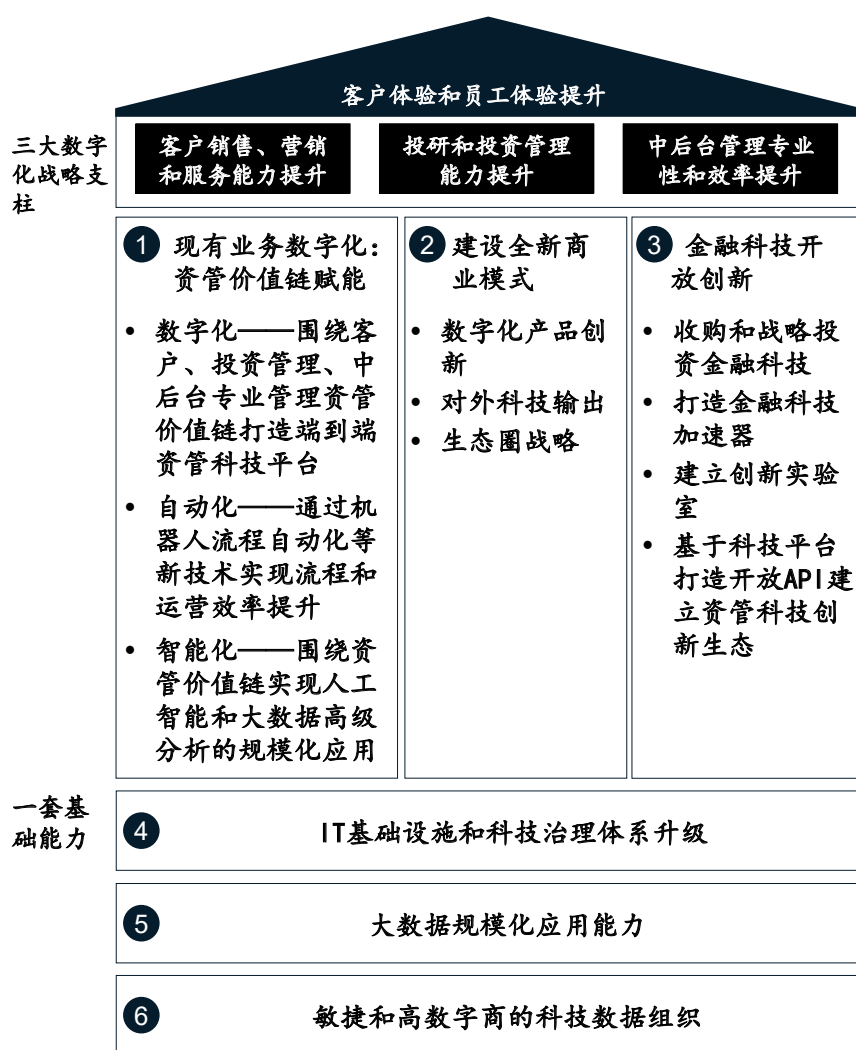 客户体验和员工体验提升
三大数字
化战略支
柱
客户销售、营销
和服务能力提升
投研和投资管理
能力提升
中后台管理专业
性和效率提升
1 现有业务数字化：
资管价值链赋能
• 数字化——围绕客
户、投资管理、中
后台专业管理资管
价值链打造端到端
资管科技平台
• 自动化——通过机
器人流程自动化等
新技术实现流程和
运营效率提升
• 智能化——围绕资
管价值链实现人工
智能和大数据高级
分析的规模化应用
2 建设全新商
业模式
• 数字化产品创
新
• 对外科技输出
• 生态圈战略
3 金融科技开
放创新
• 收购和战略投
资金融科技
• 打造金融科技
加速器
• 建立创新实验
室
• 基于科技平台
打造开放API建
立资管科技创
新生态
一套基
础能力
4 IT基础设施和科技治理体系升级
5 大数据规模化应用能力
6 敏捷和高数字商的科技数据组织